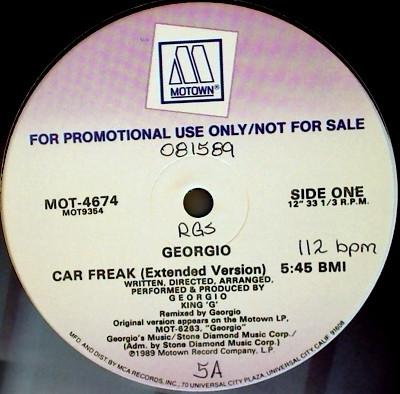 MOTOWN®
FOR PROMOTIONAL USE ONLY/NOT FOR SALE
081589
MOT-4674
MOT9354
SIDE ONE
12" 33 1/3 R.P.M.
RGS
GEORGIO
112 bpm
CAR FREAK (Extended Version) 5:45 BMI
WRITTEN, DIRECTED, ARRANGED,
PERFORMED & PRODUCED BY
GEORGIO
KING 'G'
Remixed by Georgio
Original version appears on the Motown LP,
MOT-6263, "Georgio"
Georgio's Music/Stone Diamond Music Corp./
(Adm. by Stone Diamond Music Corp.)
℗1989 Motown Record Company, L.P.
5A
MFD. AND DIST. BY MCA RECORDS, INC., 70 UNIVERSAL CITY PLAZA, UNIVERSAL CITY, CALIF. 91608